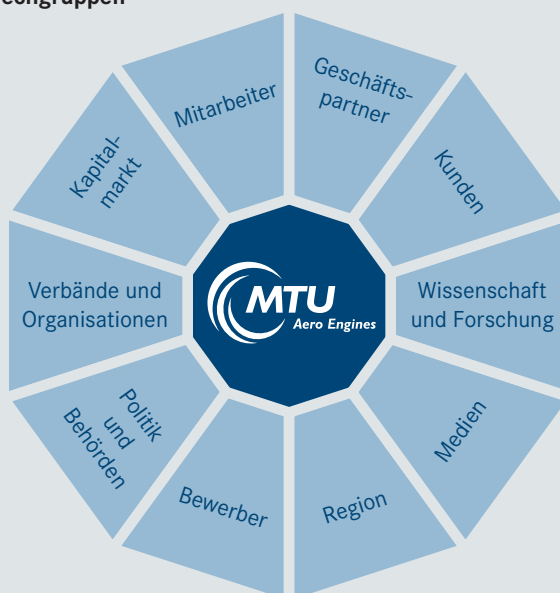 Geschäfts-
partner
Kunden
Wissenschaft
und Forschung
Medien
Region
Bewerber
Politik
und
Behörden
Verbände und
Organisationen
Kapital-
markt
Mitarbeiter
MTU
Aero Engines